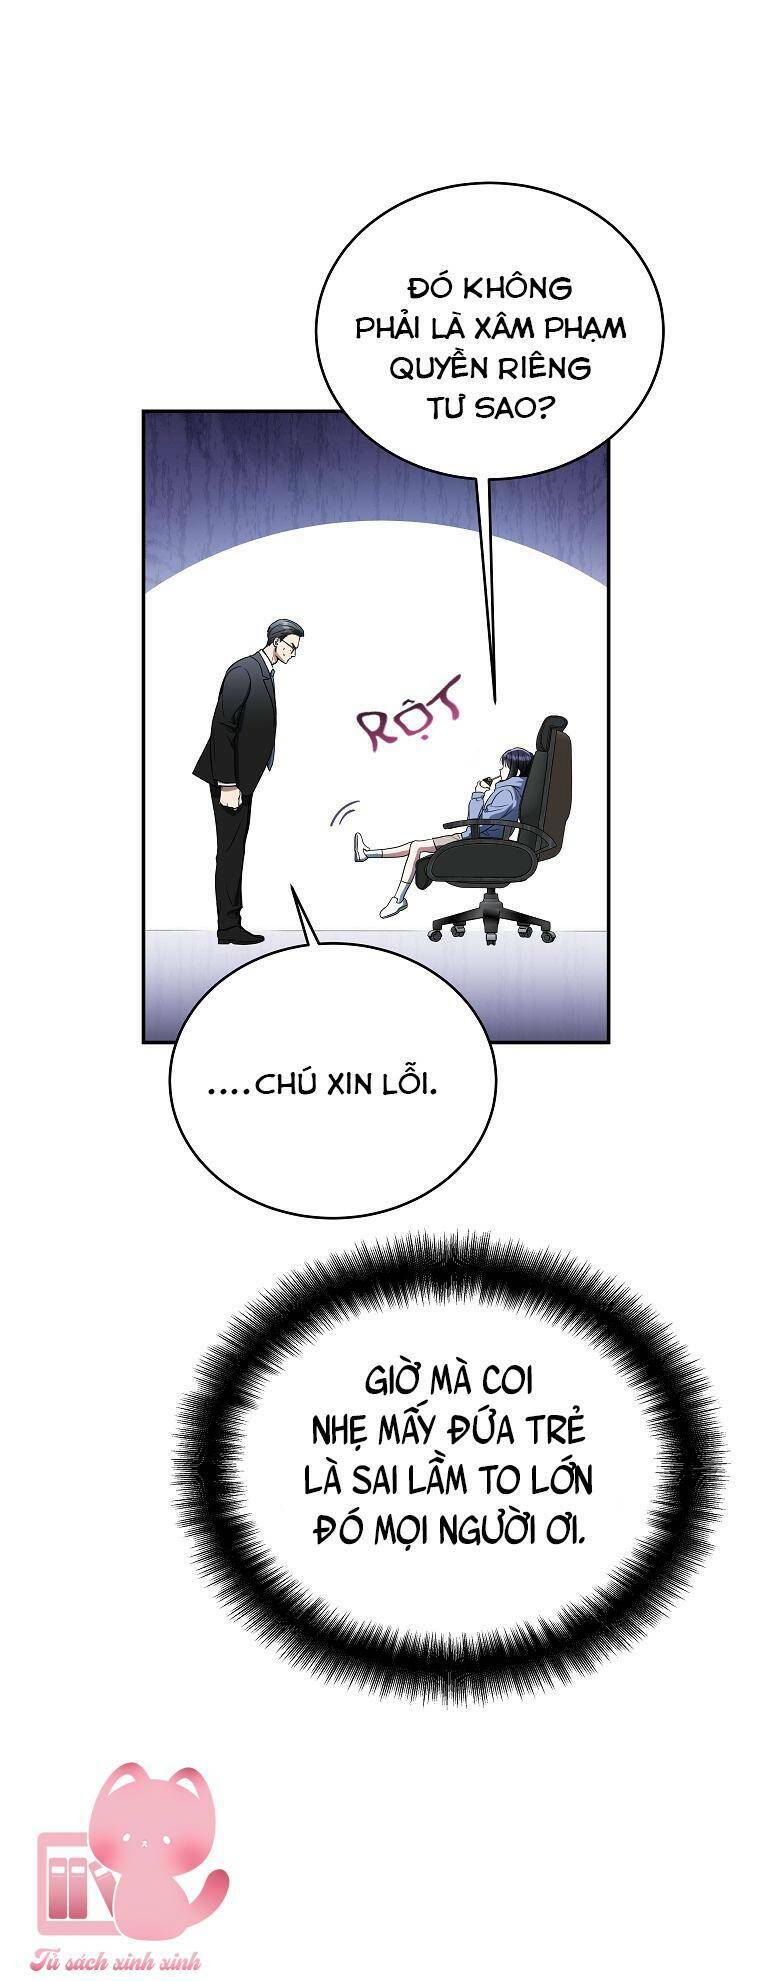 ĐÓ KHÔNG
PHẢI LÀ XÂM PHẠM
QUYỀN RIÊNG
TƯ SAO?
RỘT
....CHÚ XIN LỖI.
GIỜ MÀ COI
NHẸ MẤY ĐỨA TRẺ
LÀ SAI LẦM TO LỚN
ĐÓ MỌI NGƯỜI ƠI.
Tủ sách xinh xinh